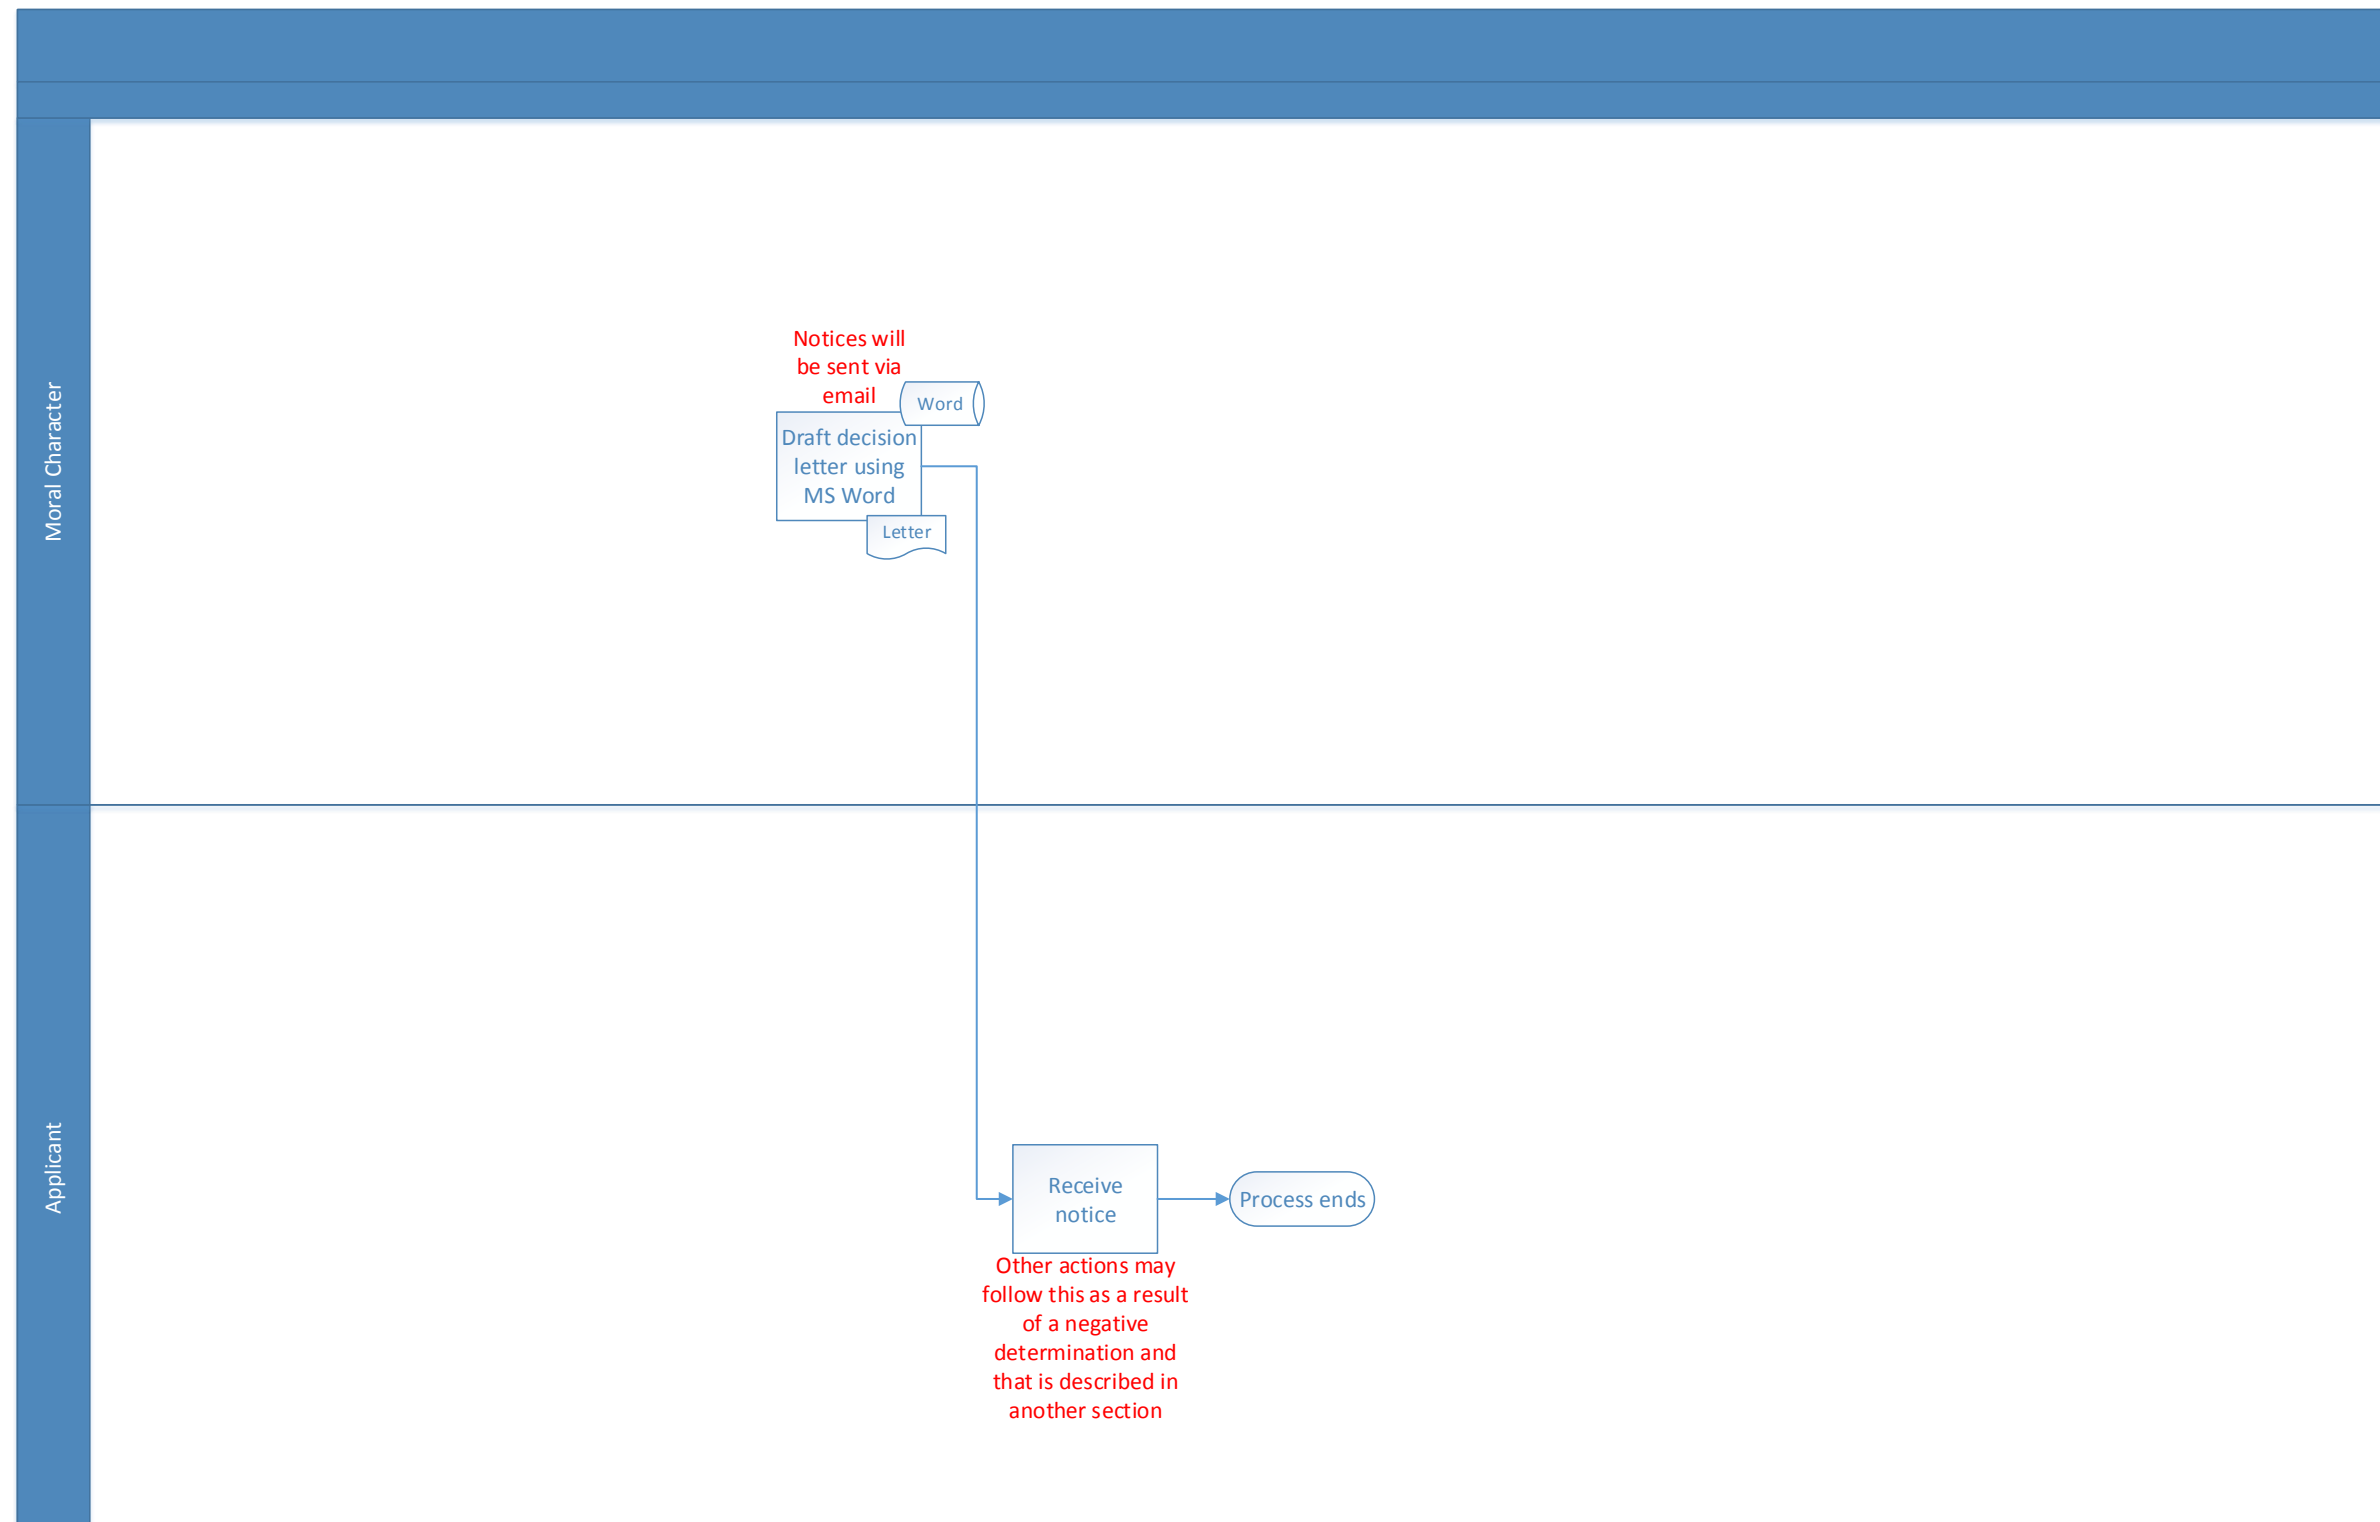 Moral Character
Notices will
be sent via
email
Word
Draft decision
letter using
MS Word
Letter
Applicant
Receive
notice
Process ends
Other actions may
follow this as a result
of a negative
determination and
that is described in
another section